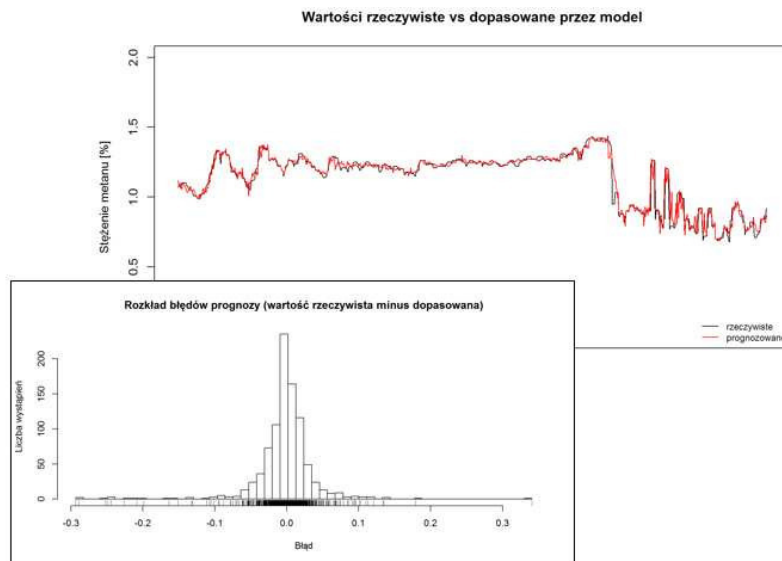 Wartości rzeczywiste vs dopasowane przez model
Stężenie metanu [%]
2.0
1.5
1.0
0.5
rzeczywiste
prognozowane
Rozkład błędów prognozy (wartość rzeczywista minus dopasowana)
Liczba wystąpień
200
150
100
50
0
-0.3
-0.2
-0.1
0.0
0.1
0.2
0.3
Błąd